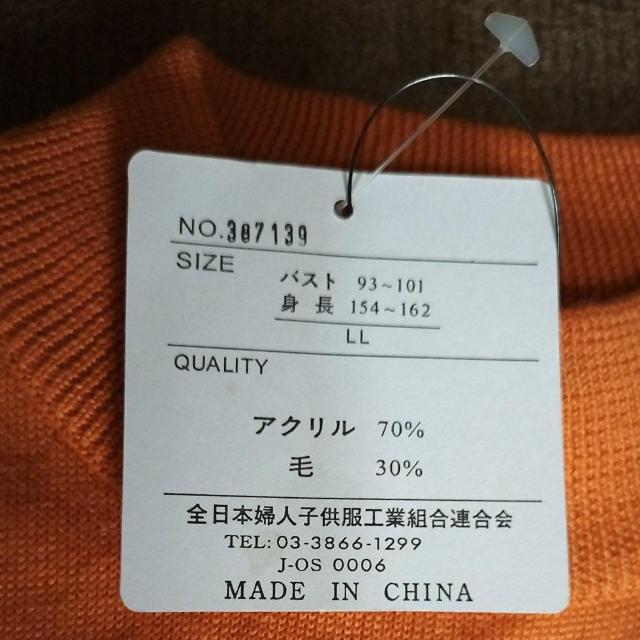 NO.387139
SIZE
バスト 93~101
身長 154~162
LL
QUALITY
アクリル 70%
毛 30%
全日本婦人子供服工業組合連合会
TEL: 03-3866-1299
J-OS 0006
MADE IN CHINA